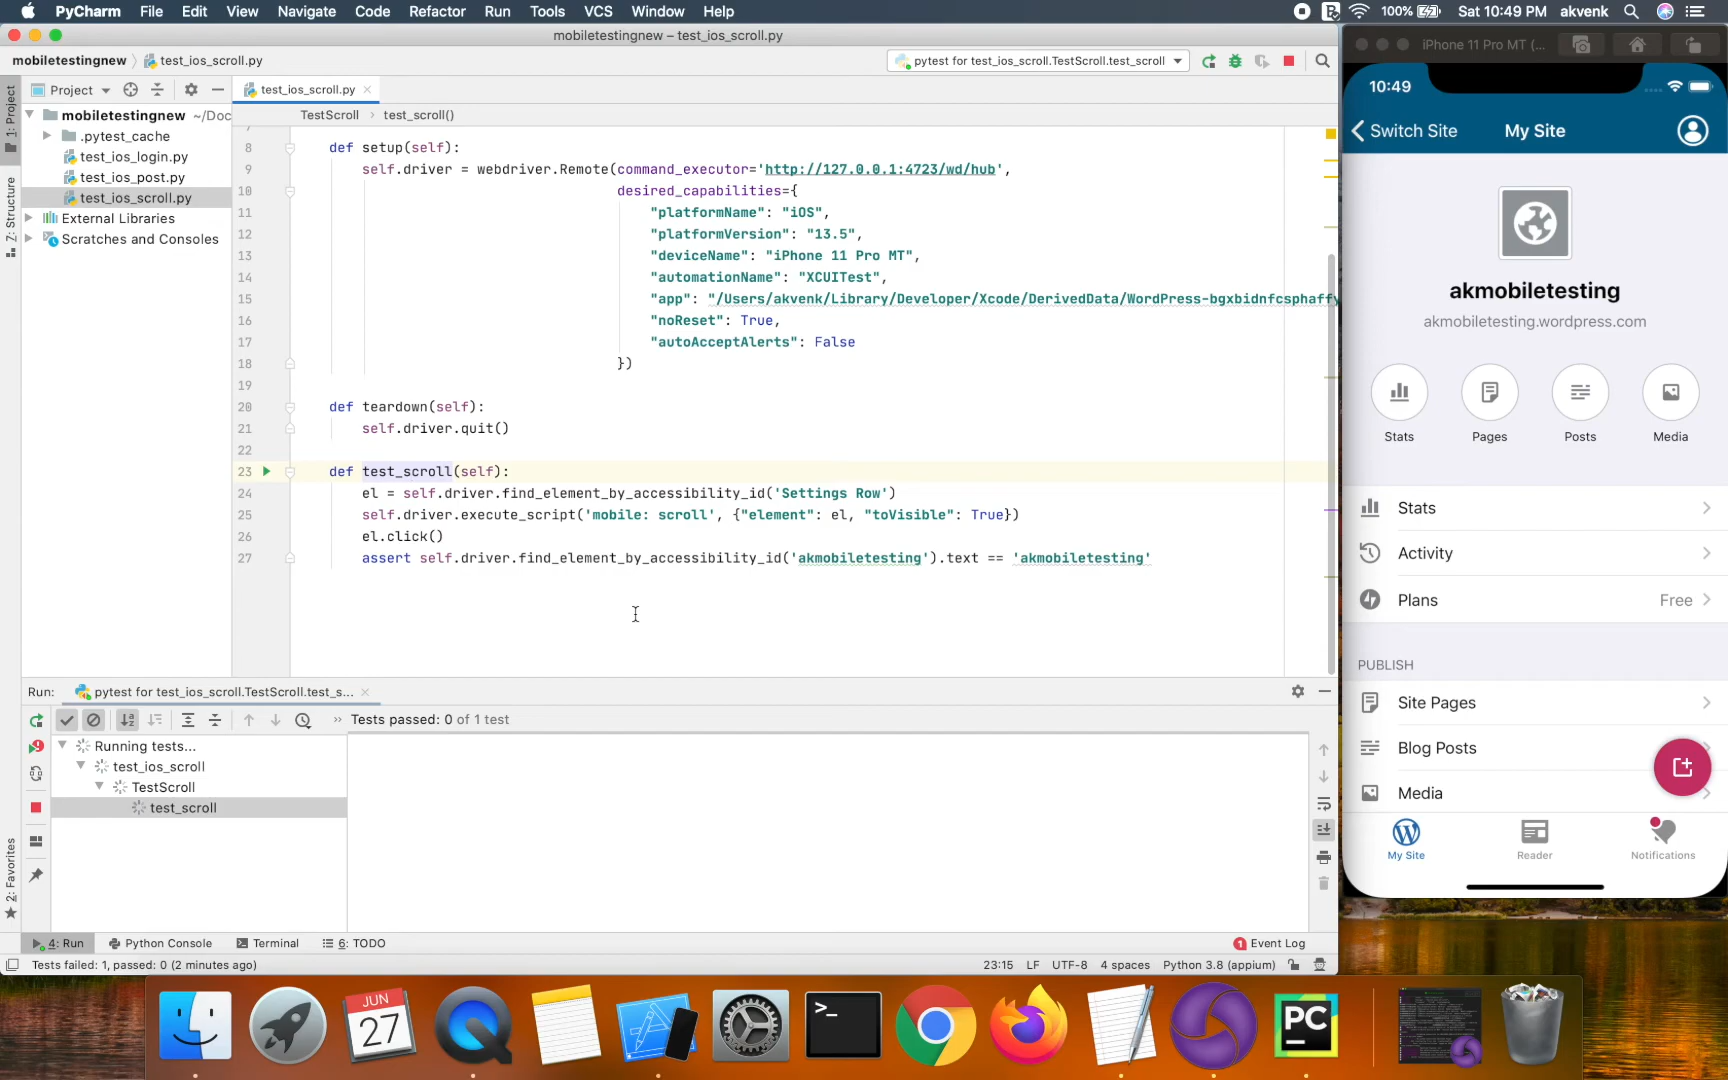 PyCharm File Edit View Navigate Code Refactor Run Tools VCS Window Help
100% Sat 10:49 PM akvenk
mobiletestingnew – test_ios_scroll.py
mobiletestingnew test_ios_scroll.py
pytest for test_ios_scroll.TestScroll.test_scroll
Project
test_ios_scroll.py
TestScroll test_scroll()
1: Project
Z: Structure
2: Favorites
mobiletestingnew ~/Doc
.pytest_cache
test_ios_login.py
test_ios_post.py
test_ios_scroll.py
External Libraries
Scratches and Consoles
8 def setup(self):
9 self.driver = webdriver.Remote(command_executor='http://127.0.0.1:4723/wd/hub',
10 desired_capabilities={
11 "platformName": "iOS",
12 "platformVersion": "13.5",
13 "deviceName": "iPhone 11 Pro MT",
14 "automationName": "XCUITest",
15 "app": "/Users/akvenk/Library/Developer/Xcode/DerivedData/WordPress-bgxbidnfcsphaffy
16 "noReset": True,
17 "autoAcceptAlerts": False
18 })
19
20 def teardown(self):
21 self.driver.quit()
22
23 def test_scroll(self):
24 el = self.driver.find_element_by_accessibility_id('Settings Row')
25 self.driver.execute_script('mobile: scroll', {"element": el, "toVisible": True})
26 el.click()
27 assert self.driver.find_element_by_accessibility_id('akmobiletesting').text == 'akmobiletesting'
Run: pytest for test_ios_scroll.TestScroll.test_s...
Tests passed: 0 of 1 test
Running tests...
test_ios_scroll
TestScroll
test_scroll
4: Run Python Console Terminal 6: TODO
1 Event Log
Tests failed: 1, passed: 0 (2 minutes ago)
23:15 LF UTF-8 4 spaces Python 3.8 (appium)
iPhone 11 Pro MT (...
10:49
Switch Site My Site
akmobiletesting
akmobiletesting.wordpress.com
Stats Pages Posts Media
Stats
Activity
Plans Free
PUBLISH
Site Pages
Blog Posts
Media
My Site Reader Notifications
JUN
27
>_
PC